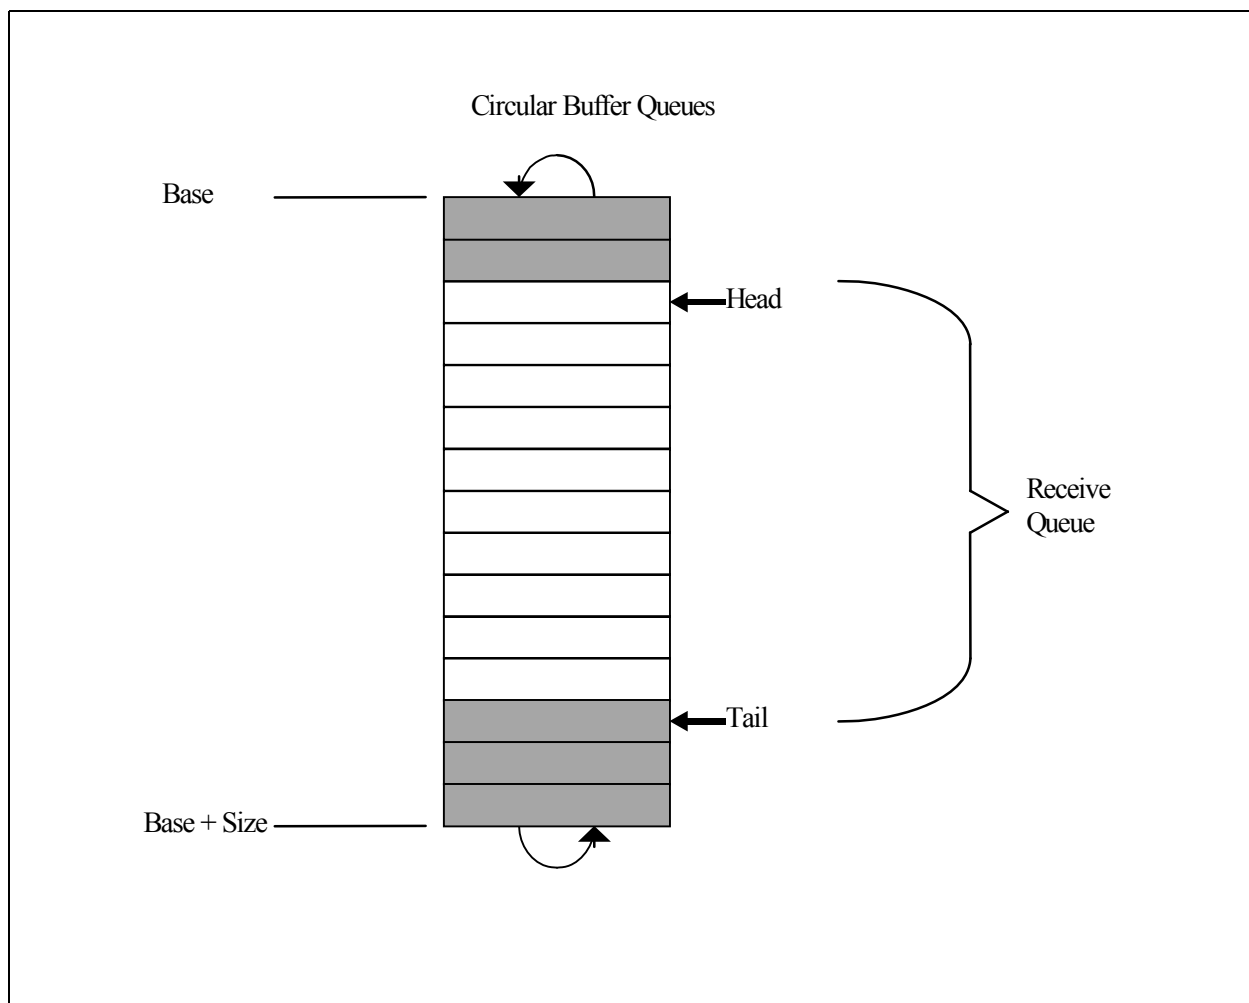 Circular Buffer Queues
Base
Head
Receive
Queue
Tail
Base + Size